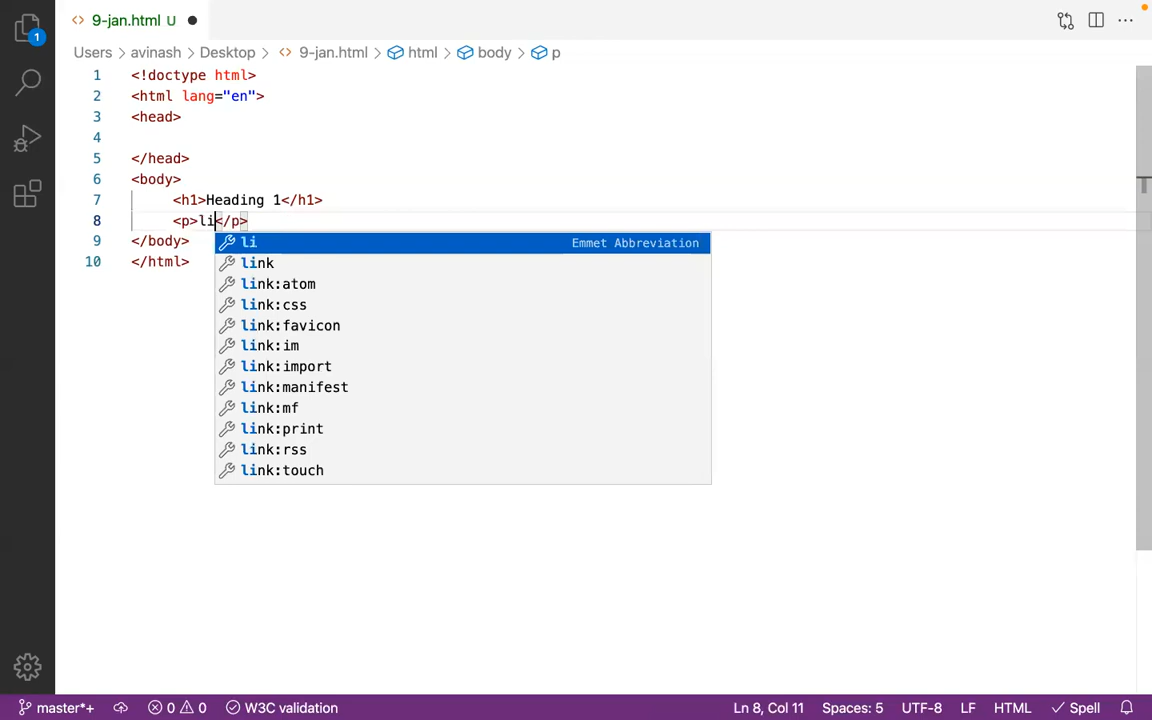 9-jan.html U
1
Users avinash Desktop 9-jan.html html body p
1 <!doctype html>
2 <html lang="en">
3 <head>
4
5 </head>
6 <body>
7 <h1>Heading 1</h1>
8 <p>li</p>
9 </body>
10 </html>
li Emmet Abbreviation
link
link:atom
link:css
link:favicon
link:im
link:import
link:manifest
link:mf
link:print
link:rss
link:touch
master*+ 0 0 W3C validation Ln 8, Col 11 Spaces: 5 UTF-8 LF HTML Spell